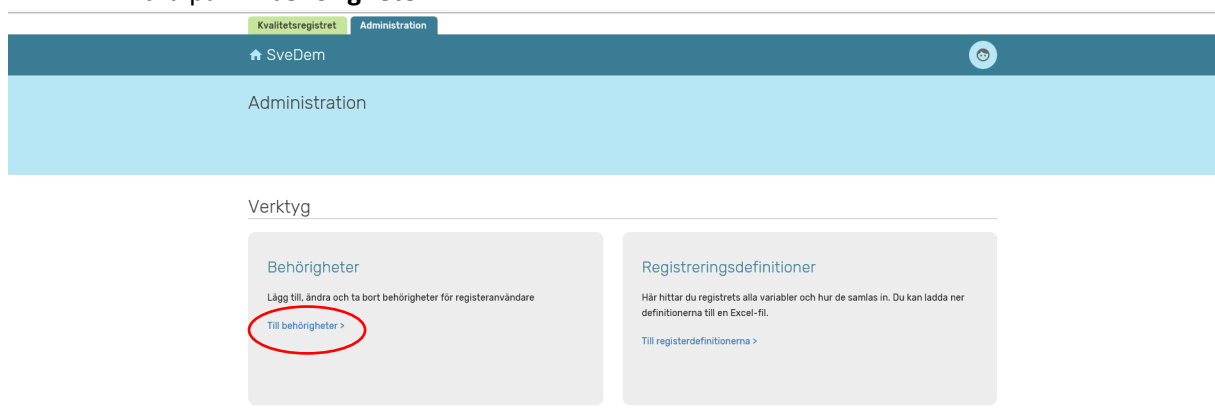 Kvalitetsregistret Administration
SveDem
Administration
Verktyg
Behörigheter
Lägg till, ändra och ta bort behörigheter för registeranvändare
Till behörigheter >
Registreringsdefinitioner
Här hittar du registrets alla variabler och hur de samlas in. Du kan ladda ner
definitionerna till en Excel-fil.
Till registerdefinitionerna >